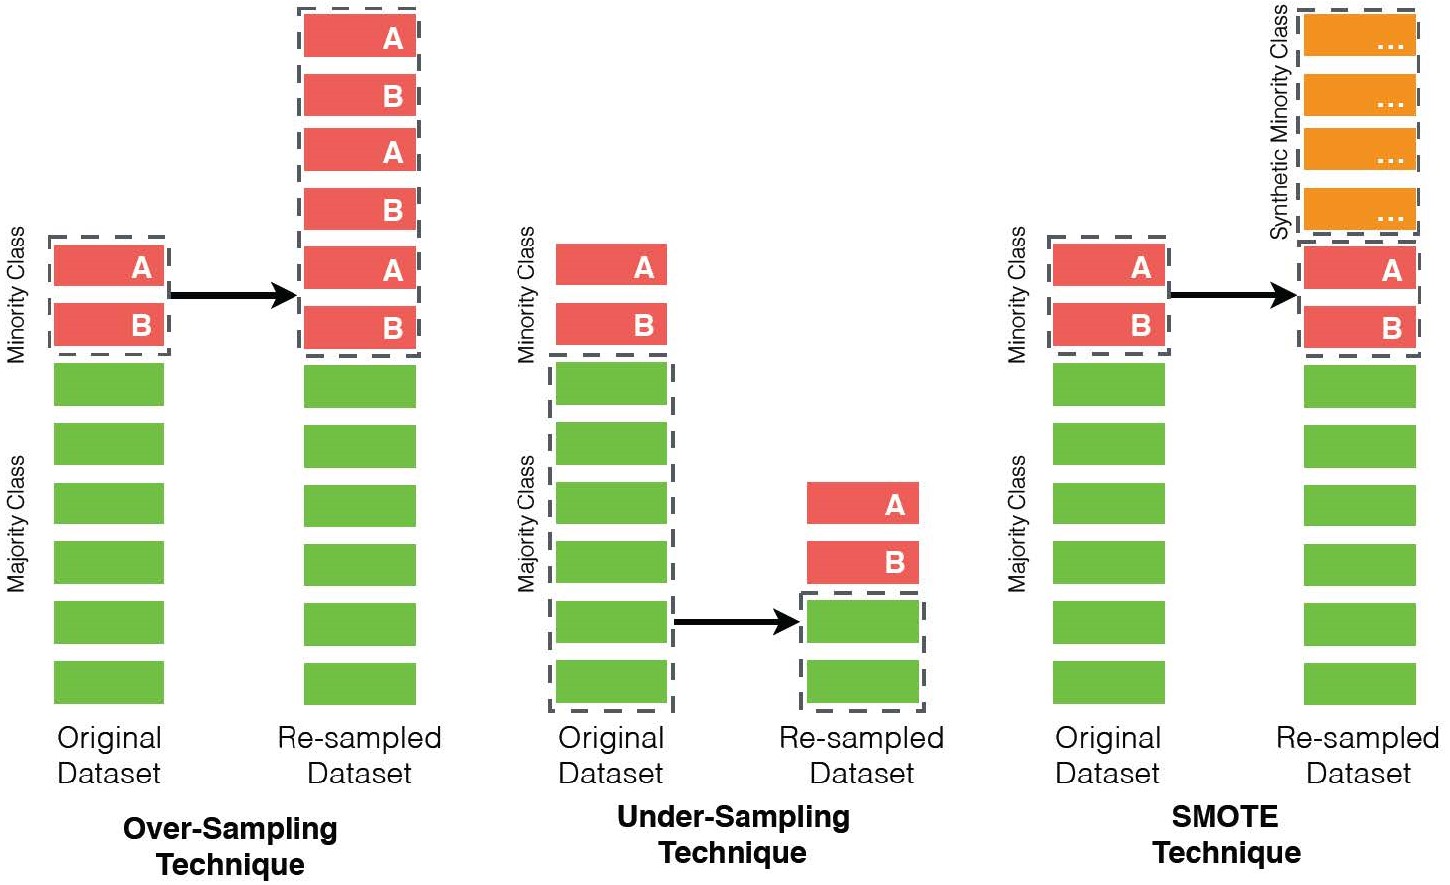 Minority Class
Majority Class
A
B
A
B
A
B
A
B
Original
Dataset
Re-sampled
Dataset
Over-Sampling
Technique
Minority Class
Majority Class
A
B
A
B
Original
Dataset
Re-sampled
Dataset
Under-Sampling
Technique
Minority Class
Majority Class
A
B
Synthetic Minority Class
...
...
...
...
A
B
Original
Dataset
Re-sampled
Dataset
SMOTE
Technique